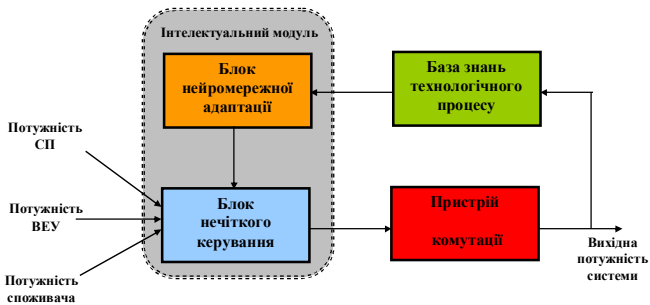 Інтелектуальний модуль
Блок
нейромережної
адаптації
База знань
технологічного
процесу
Потужність
СП
Потужність
ВЕУ
Потужність
споживача
Блок
нечіткого
керування
Пристрій
комутації
Вихідна
потужність
системи